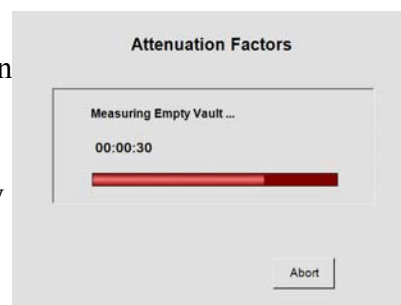 Attenuation Factors
n
Measuring Empty Vault ...
00:00:30
Abort